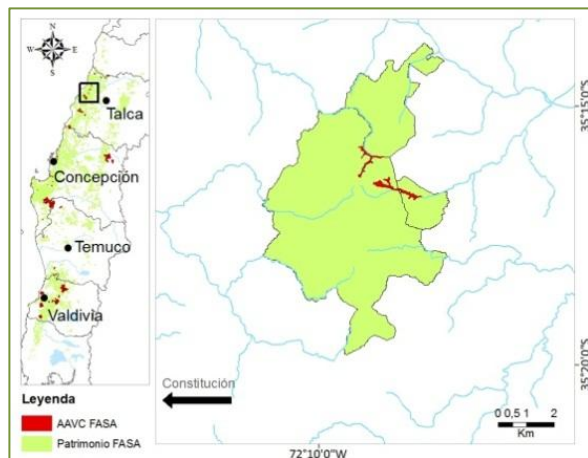 N
W E
S
Talca
Concepción
Temuco
Valdivia
Leyenda
AAVC FASA
Patrimonio FASA
Constitución
0 0,5 1 2
Km
72°10'0"W
35°15'0"S
35°20'0"S